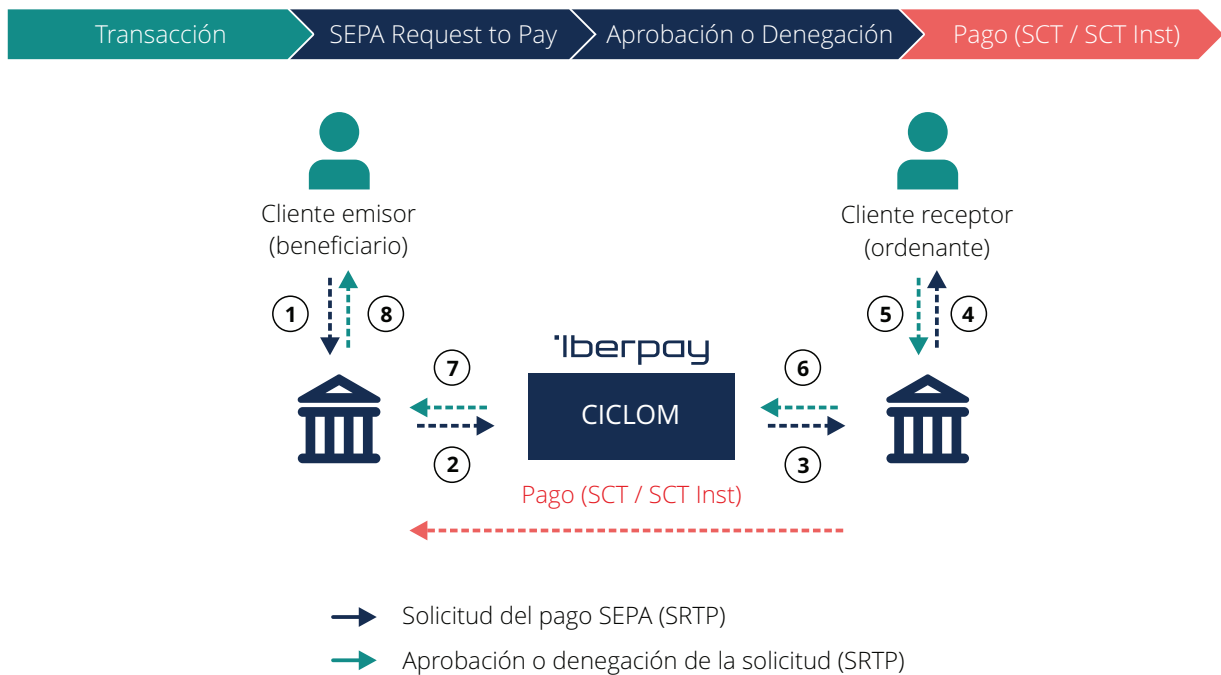 Transacción
SEPA Request to Pay
Aprobación o Denegación
Pago (SCT / SCT Inst)
Cliente emisor
(beneficiario)
Cliente receptor
(ordenante)
1
8
5
4
Iberpay
7
6
CICLOM
2
3
Pago (SCT / SCT Inst)
Solicitud del pago SEPA (SRTP)
Aprobación o denegación de la solicitud (SRTP)